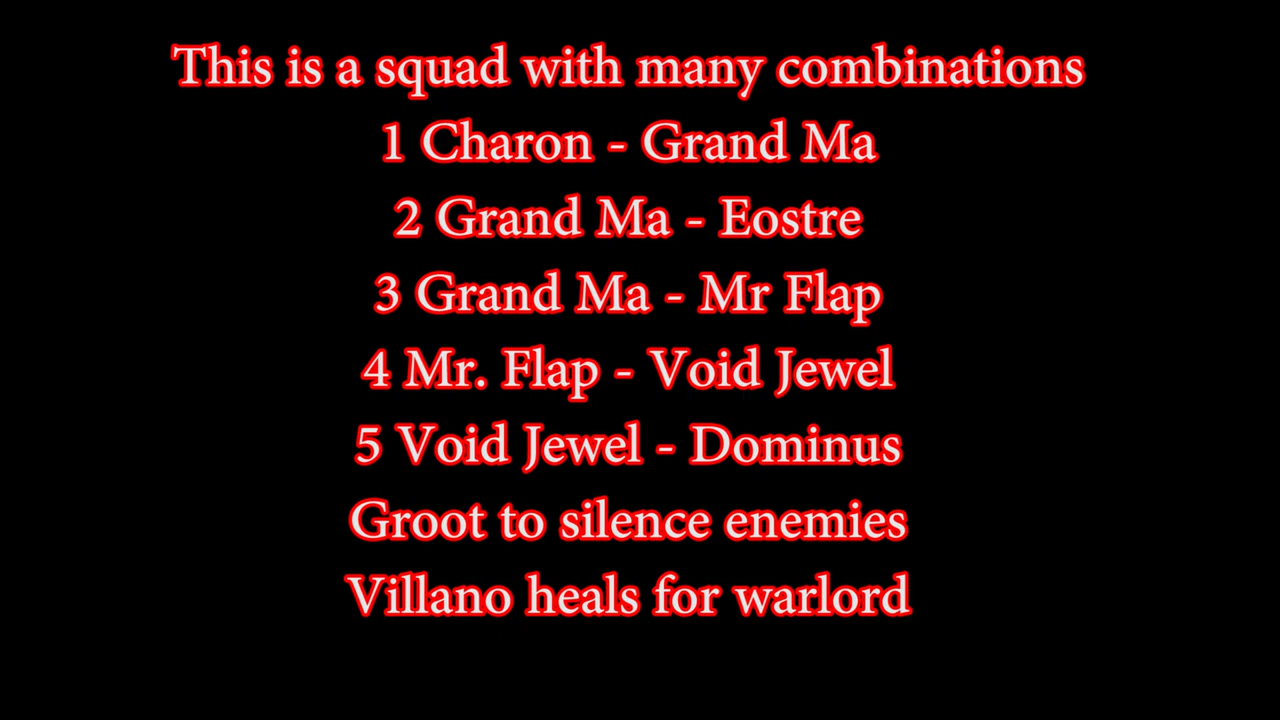 This is a squad with many combinations
1 Charon - Grand Ma
2 Grand Ma - Eostre
3 Grand Ma - Mr Flap
4 Mr. Flap - Void Jewel
5 Void Jewel - Dominus
Groot to silence enemies
Villano heals for warlord